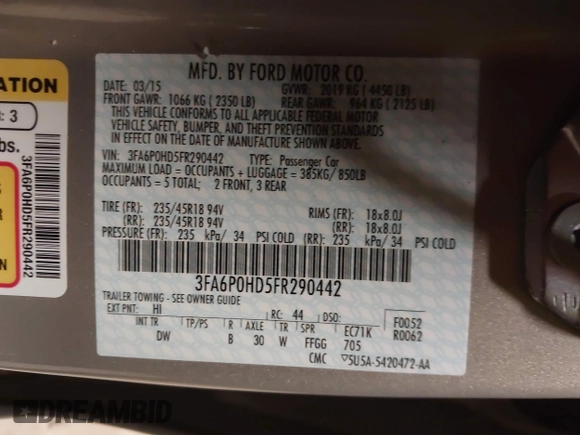 MFD. BY FORD MOTOR CO.
DATE: 03/15 GVWR: 2019 KG ( 4450 LB)
FRONT GAWR: 1066 KG ( 2350 LB) REAR GAWR: 964 KG ( 2125 LB)
THIS VEHICLE CONFORMS TO ALL APPLICABLE FEDERAL MOTOR
VEHICLE SAFETY, BUMPER, AND THEFT PREVENTION STANDARDS
IN EFFECT ON THE DATE OF MANUFACTURE SHOWN ABOVE.
VIN: 3FA6P0HD5FR290442 TYPE: Passenger Car
MAXIMUM LOAD = OCCUPANTS + LUGGAGE = 385KG/850LB
OCCUPANTS = 5 TOTAL; 2 FRONT, 3 REAR
TIRE (FR): 235/45R18 94V RIMS (FR): 18x8.0J
(RR): 235/45R18 94V (RR): 18x8.0J
PRESSURE (FR): 235 kPa/ 34 PSI COLD (RR): 235 kPa/ 34 PSI COLD
3FA6P0HD5FR290442
TRAILER TOWING - SEE OWNER GUIDE
EXT PNT: HI RC: 44 DSO: F0052
INT TR TP/PS R AXLE TR SPR EC71K R0062
DW B 30 W FFGG 705
CMC 5U5A-5420472-AA
ATION
: 3
bs.
S
S
N
3FA6P0HD5FR290442
DREAMBID